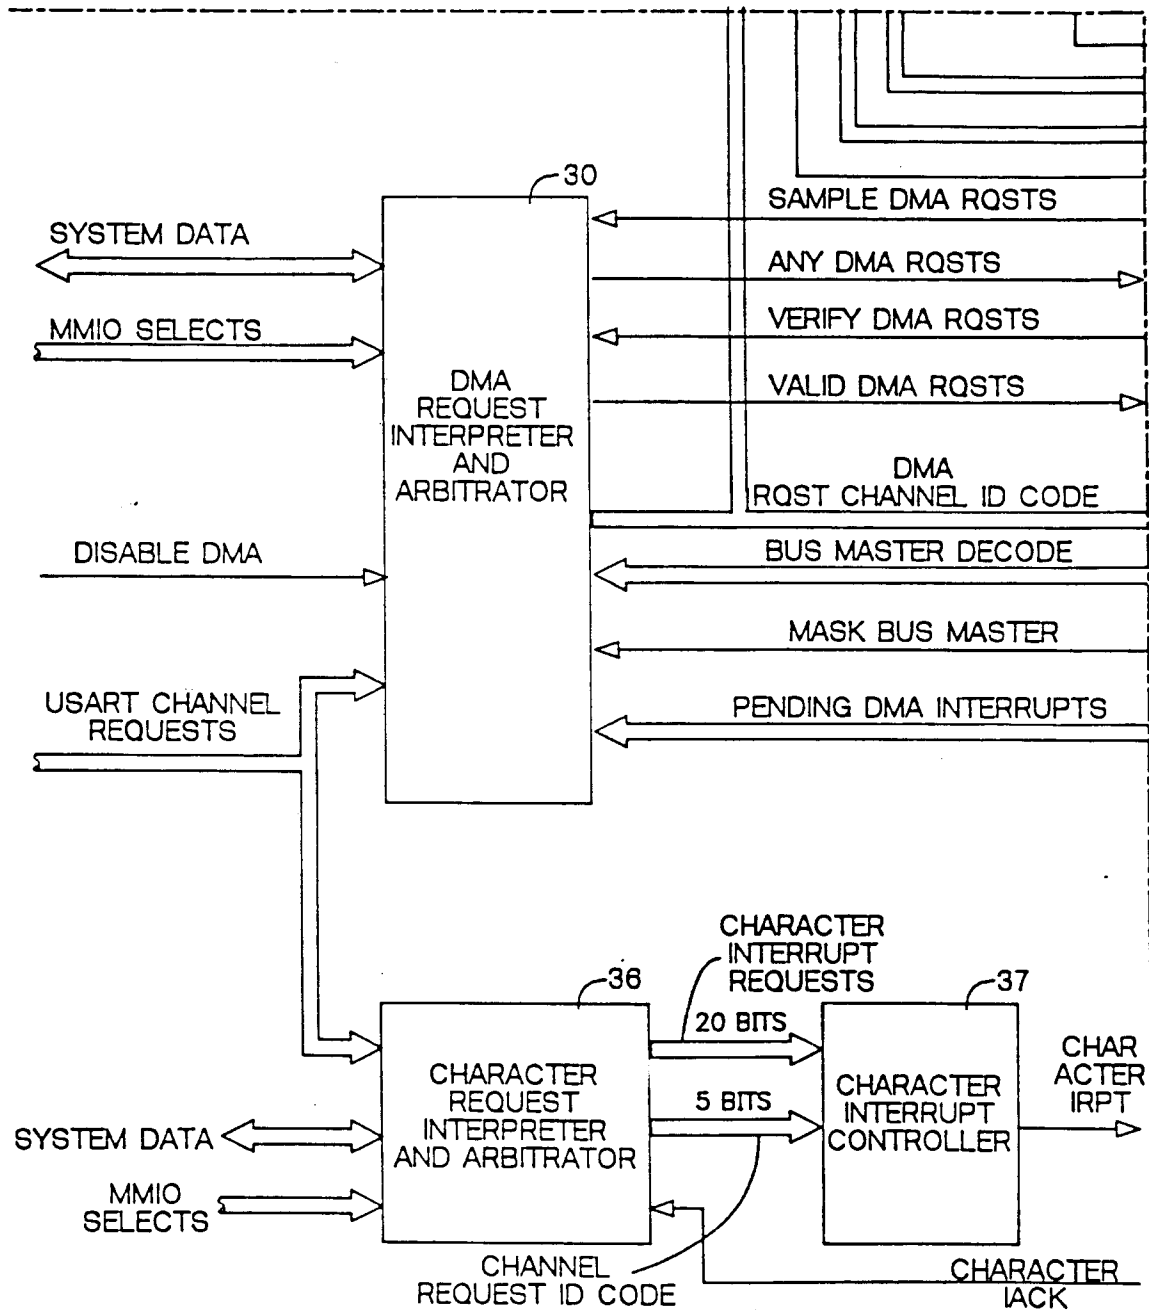 30
SAMPLE DMA RQSTS
SYSTEM DATA
ANY DMA RQSTS
MMIO SELECTS
VERIFY DMA RQSTS
DMA
REQUEST
INTERPRETER
AND
ARBITRATOR
VALID DMA RQSTS
DMA
RQST CHANNEL ID CODE
DISABLE DMA
BUS MASTER DECODE
MASK BUS MASTER
USART CHANNEL
REQUESTS
PENDING DMA INTERRUPTS
CHARACTER
INTERRUPT
REQUESTS
36
37
20 BITS
CHARACTER
REQUEST
INTERPRETER
AND ARBITRATOR
5 BITS
CHARACTER
INTERRUPT
CONTROLLER
CHAR
ACTER
IRPT
SYSTEM DATA
MMIO
SELECTS
CHANNEL
REQUEST ID CODE
CHARACTER
IACK